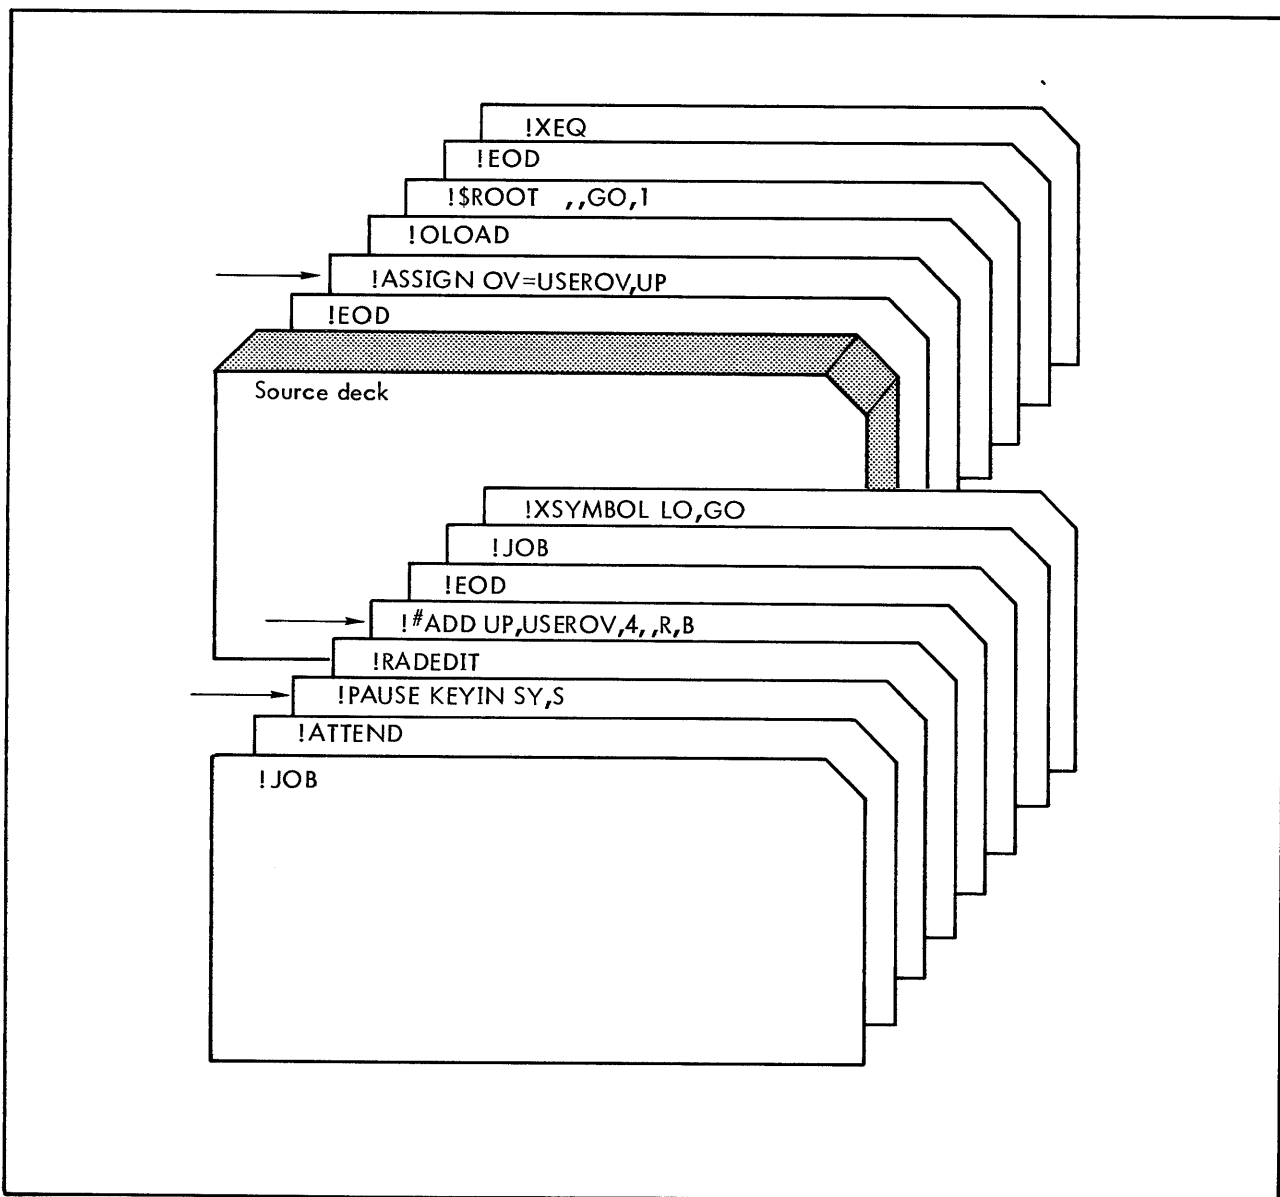 !XEQ
!EOD
!$ROOT ,,GO,1
!OLOAD
!ASSIGN OV=USEROV,UP
!EOD
Source deck
!XSYMBOL LO,GO
!JOB
!EOD
!#ADD UP,USEROV,4,,R,B
!RADEDIT
!PAUSE KEYIN SY,S
!ATTEND
!JOB